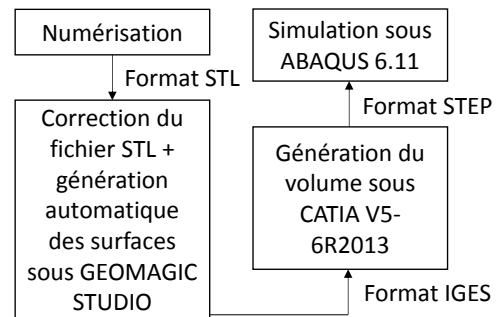 Numérisation
Format STL
Correction du
fichier STL +
génération
automatique
des surfaces
sous GEOMAGIC
STUDIO
Format IGES
Génération du
volume sous
CATIA V5-
6R2013
Format STEP
Simulation sous
ABAQUS 6.11